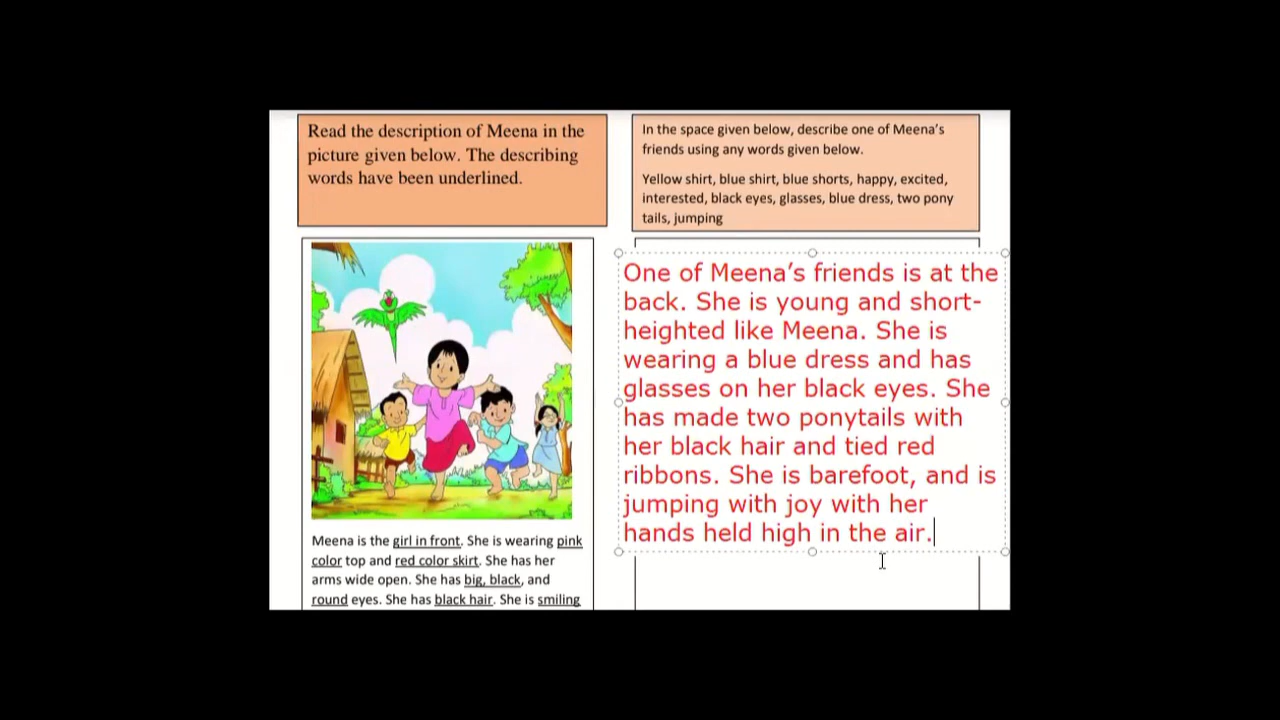 Read the description of Meena in the
picture given below. The describing
words have been underlined.
In the space given below, describe one of Meena's
friends using any words given below.
Yellow shirt, blue shirt, blue shorts, happy, excited,
interested, black eyes, glasses, blue dress, two pony
tails, jumping
Meena is the girl in front. She is wearing pink
color top and red color skirt. She has her
arms wide open. She has big, black, and
round eyes. She has black hair. She is smiling
One of Meena’s friends is at the
back. She is young and short-
heighted like Meena. She is
wearing a blue dress and has
glasses on her black eyes. She
has made two ponytails with
her black hair and tied red
ribbons. She is barefoot, and is
jumping with joy with her
hands held high in the air.